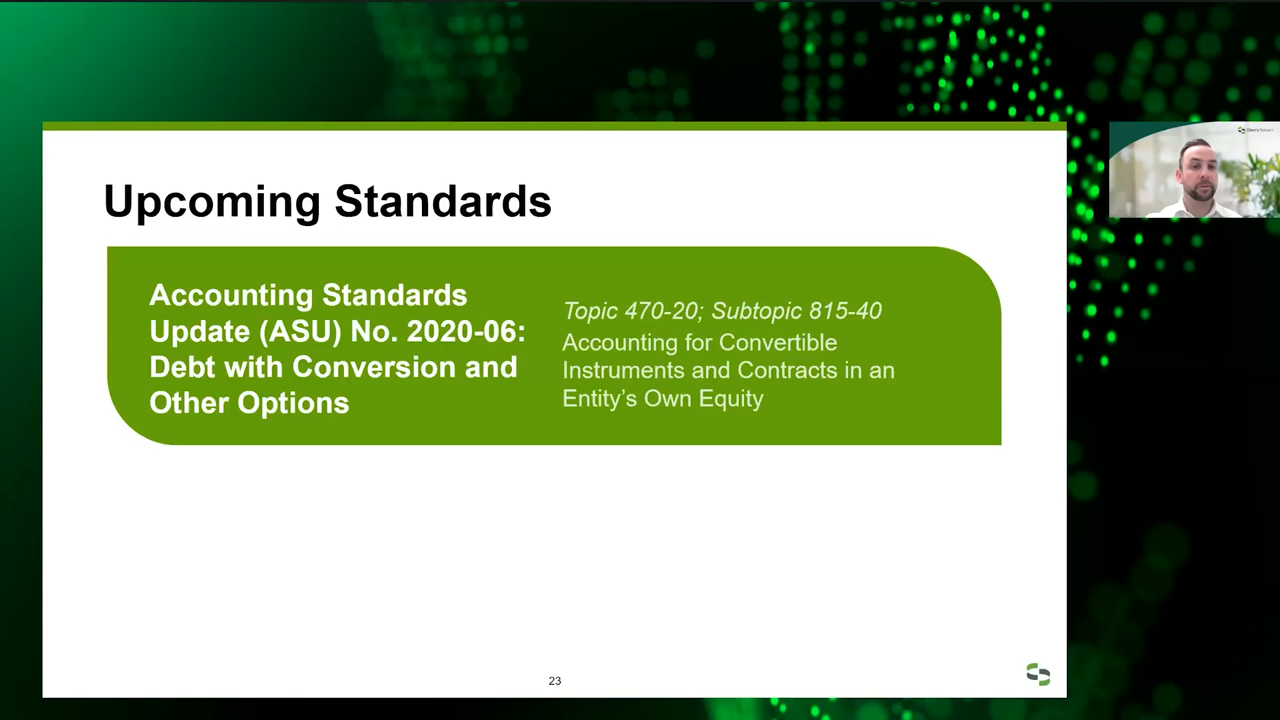 Upcoming Standards
Accounting Standards
Update (ASU) No. 2020-06:
Debt with Conversion and
Other Options
Topic 470-20; Subtopic 815-40
Accounting for Convertible
Instruments and Contracts in an
Entity's Own Equity
23